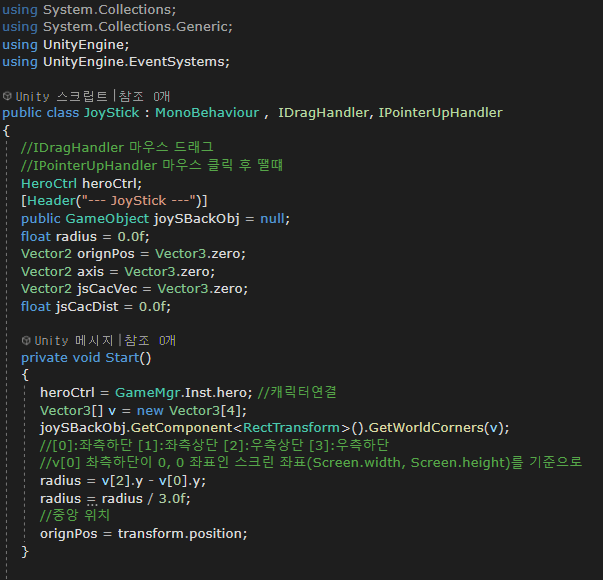 using System.Collections;
using System.Collections.Generic;
using UnityEngine;
using UnityEngine.EventSystems;
Unity 스크립트|참조 0개
public class JoyStick : MonoBehaviour , IDragHandler, IPointerUpHandler
{
//IDragHandler 마우스 드래그
//IPointerUpHandler 마우스 클릭 후 땔때
HeroCtrl heroCtrl;
[Header("--- JoyStick ---")]
public GameObject joySBackObj = null;
float radius = 0.0f;
Vector2 orignPos = Vector3.zero;
Vector2 axis = Vector3.zero;
Vector2 jsCacVec = Vector3.zero;
float jsCacDist = 0.0f;
Unity 메시지|참조 0개
private void Start()
{
heroCtrl = GameMgr.Inst.hero; //캐릭터연결
Vector3[] v = new Vector3[4];
joySBackObj.GetComponent<RectTransform>().GetWorldCorners(v);
//[0]:좌측하단 [1]:좌측상단 [2]:우측상단 [3]:우측하단
//v[0] 좌측하단이 0, 0 좌표인 스크린 좌표(Screen.width, Screen.height)를 기준으로
radius = v[2].y - v[0].y;
radius = radius / 3.0f;
//중앙 위치
orignPos = transform.position;
}